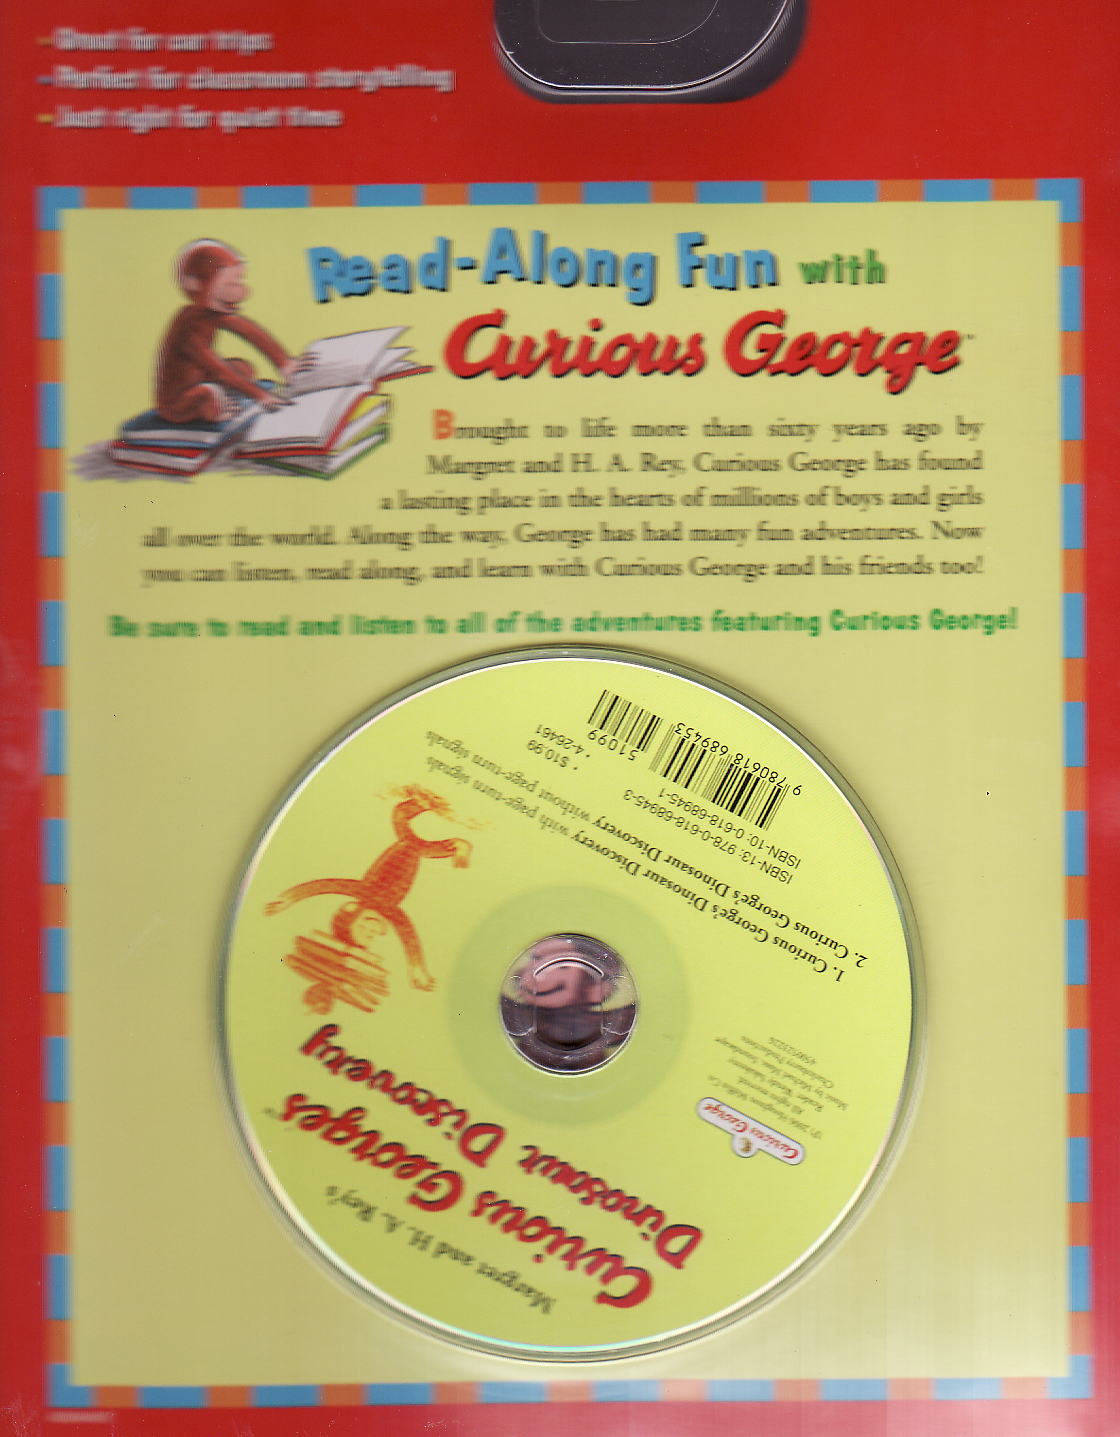 -Great for car trips
-Perfect for classroom storytelling
-Just right for quiet time
Read-Along Fun with
Curious George™
Brought to life more than sixty years ago by
Margret and H. A. Rey, Curious George has found
a lasting place in the hearts of millions of boys and girls
all over the world. Along the way, George has had many fun adventures. Now
you can listen, read along, and learn with Curious George and his friends too!
Be sure to read and listen to all of the adventures featuring Curious George!
Margret and H. A. Rey's
Curious George's
Dinosaur Discovery
Curious George
1. Curious George's Dinosaur Discovery with page-turn signals
2. Curious George's Dinosaur Discovery without page-turn signals
ISBN-13: 978-0-618-68945-3 • $10.99
ISBN-10: 0-618-68945-1 • 4-26461
9 780618 689453
51099